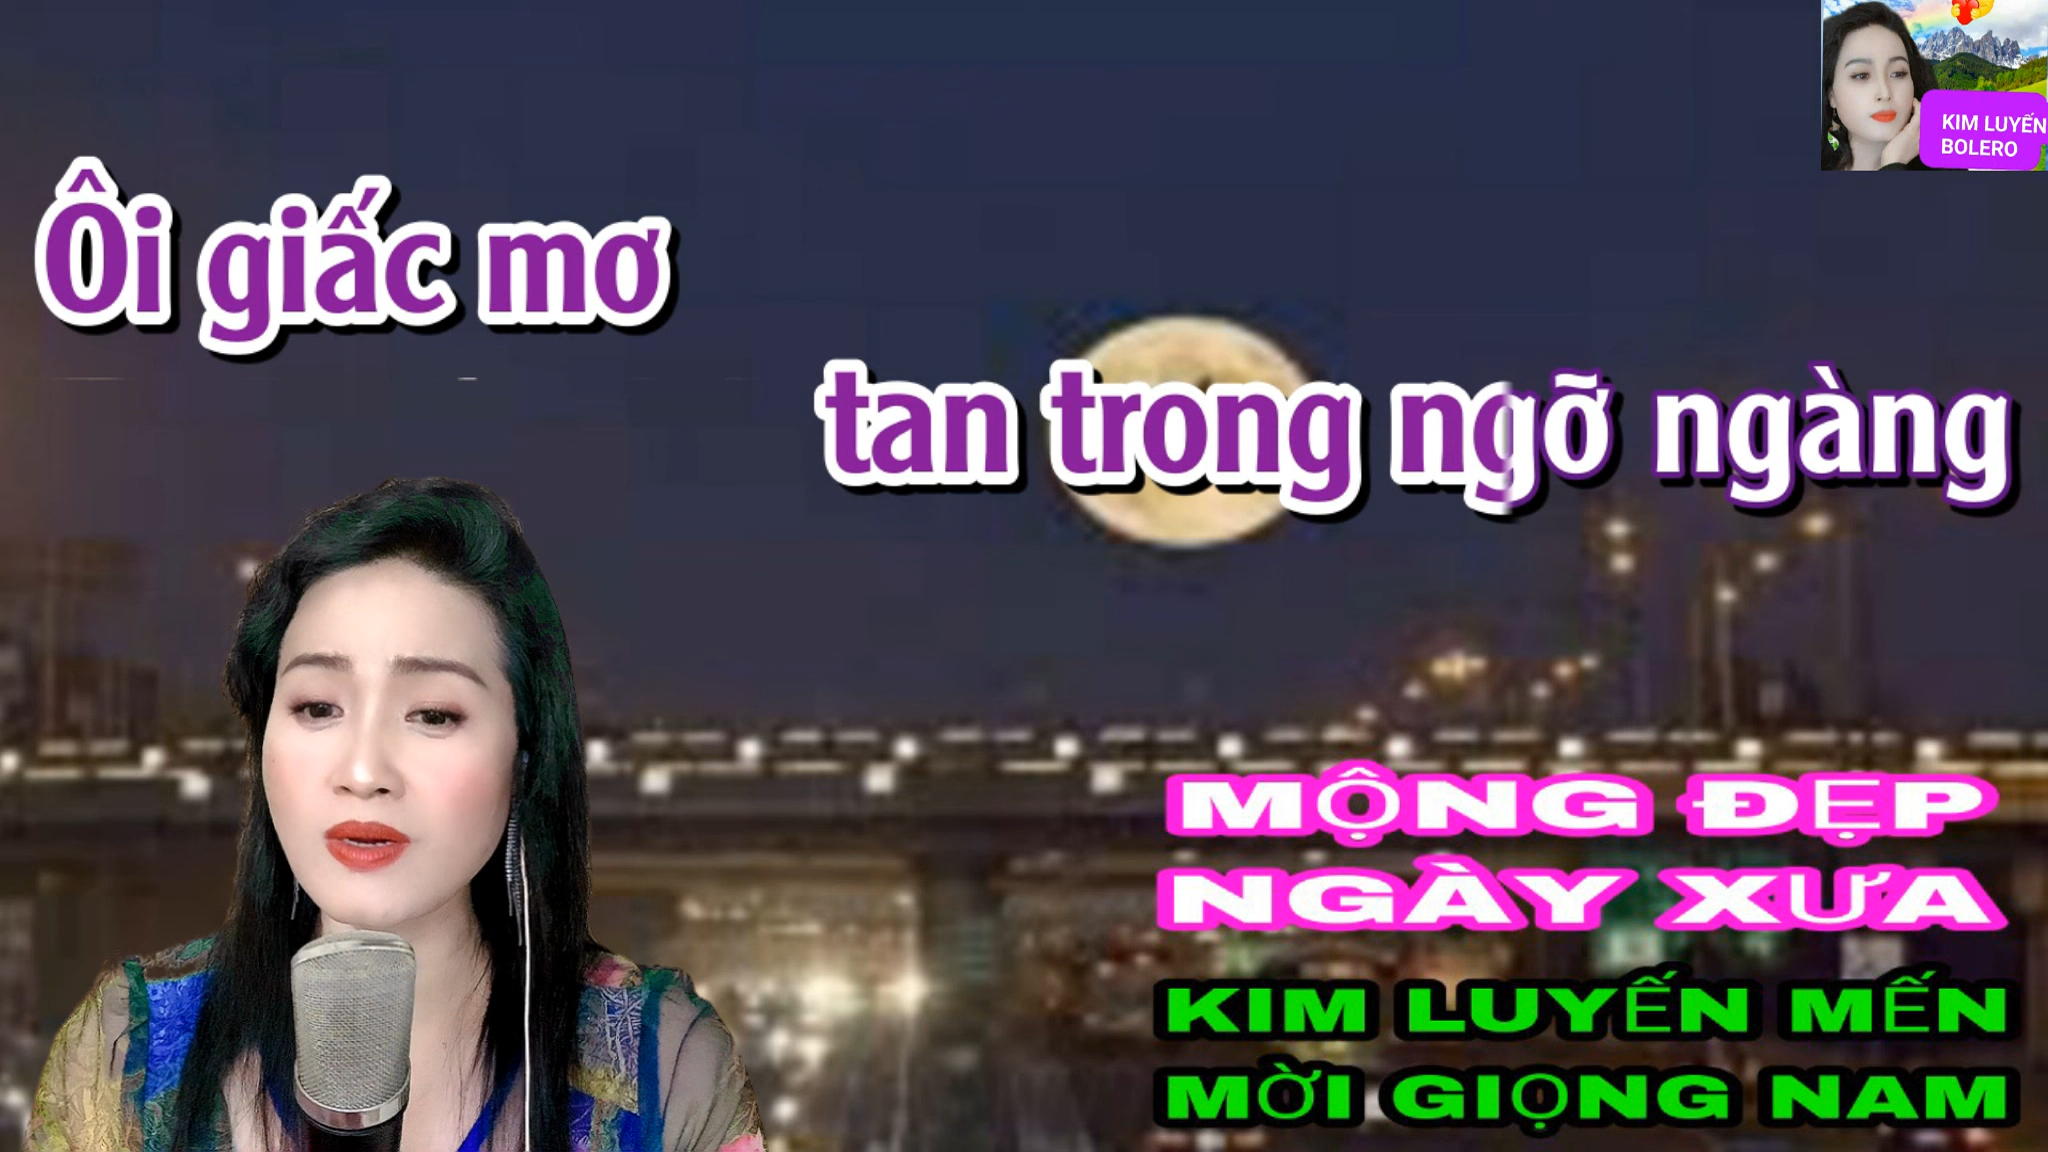 KIM LUYẾN
BOLERO
Ôi giấc mơ
tan trong ngỡ ngàng
MỘNG ĐẸP
NGÀY XƯA
KIM LUYẾN MẾN
MỜI GIỌNG NAM